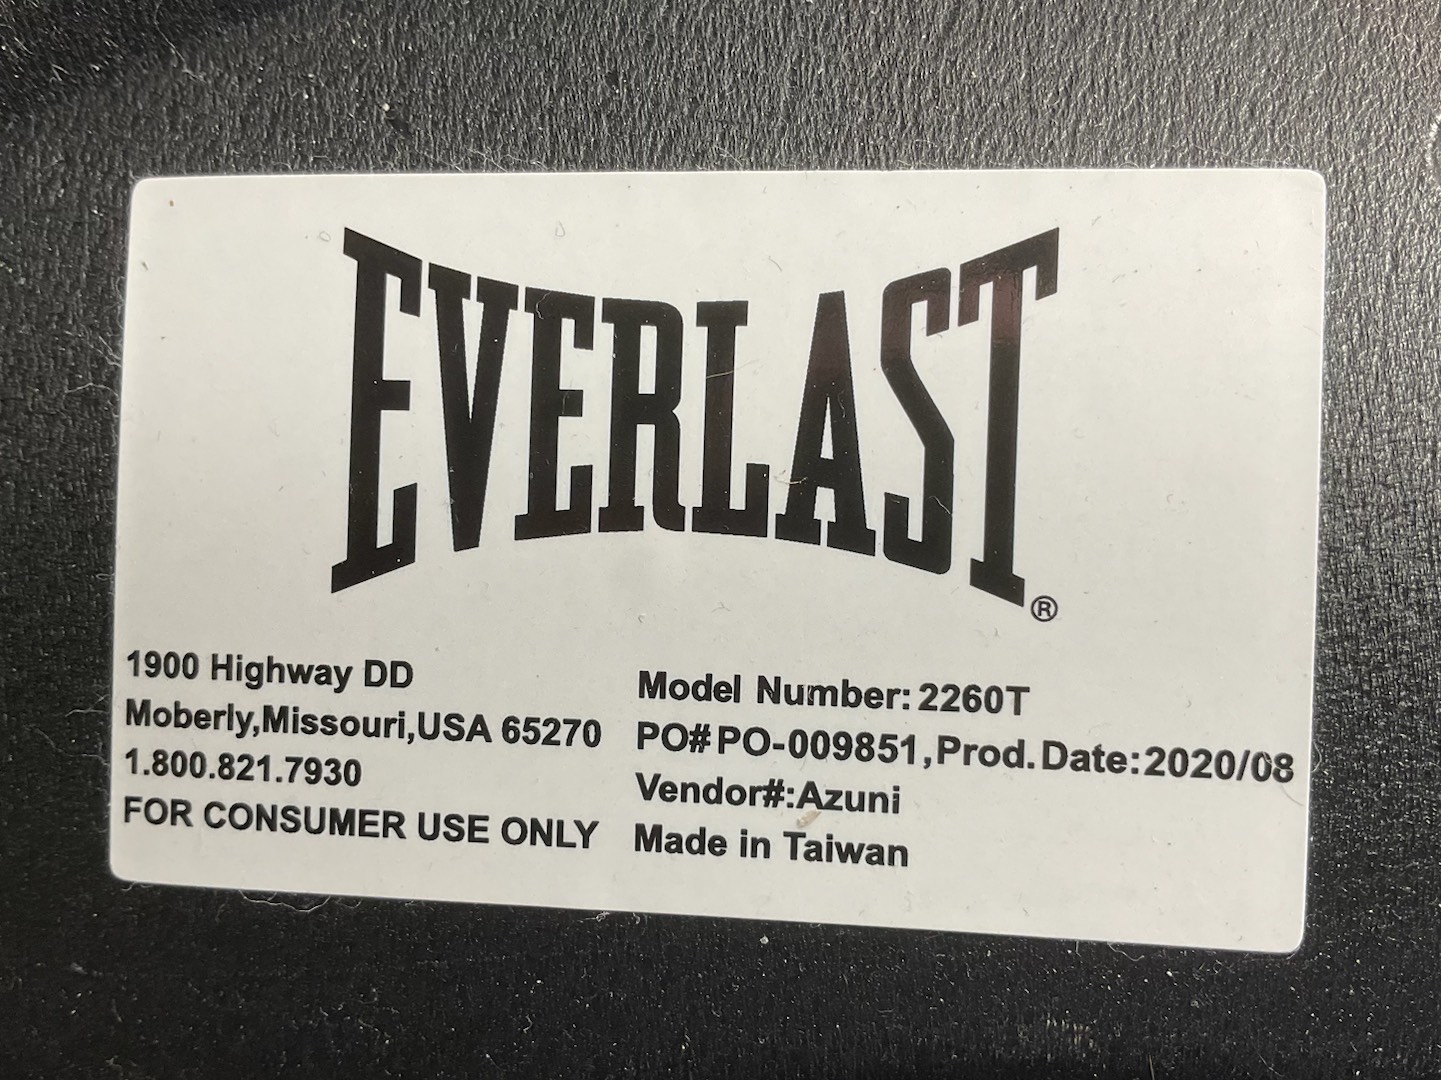 EVERLAST®
1900 Highway DD
Moberly,Missouri,USA 65270
1.800.821.7930
FOR CONSUMER USE ONLY
Model Number: 2260T
PO# PO-009851,Prod. Date:2020/08
Vendor#:Azuni
Made in Taiwan